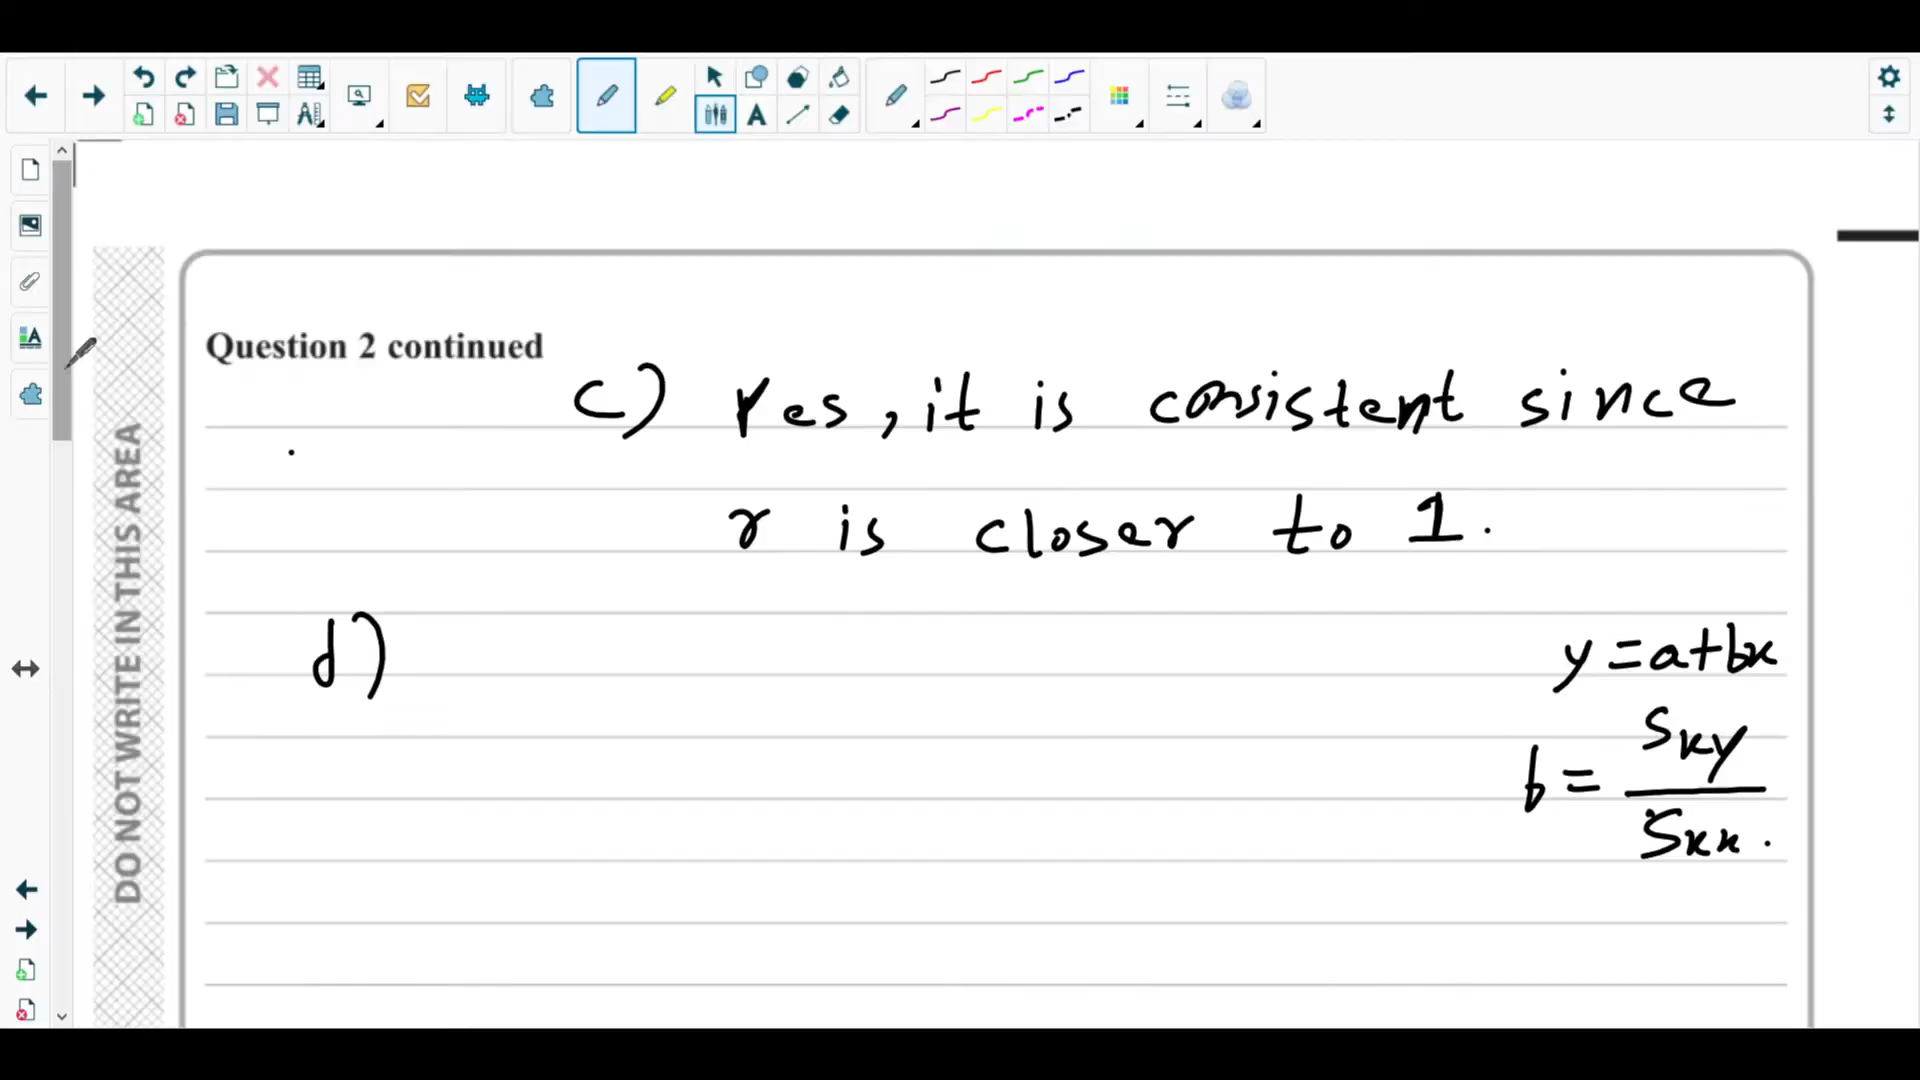 Question 2 continued
c) Yes, it is consistent since
r is closer to 1.
d)
y = a+bx
b = Sxy
Sxx.
DO NOT WRITE IN THIS AREA